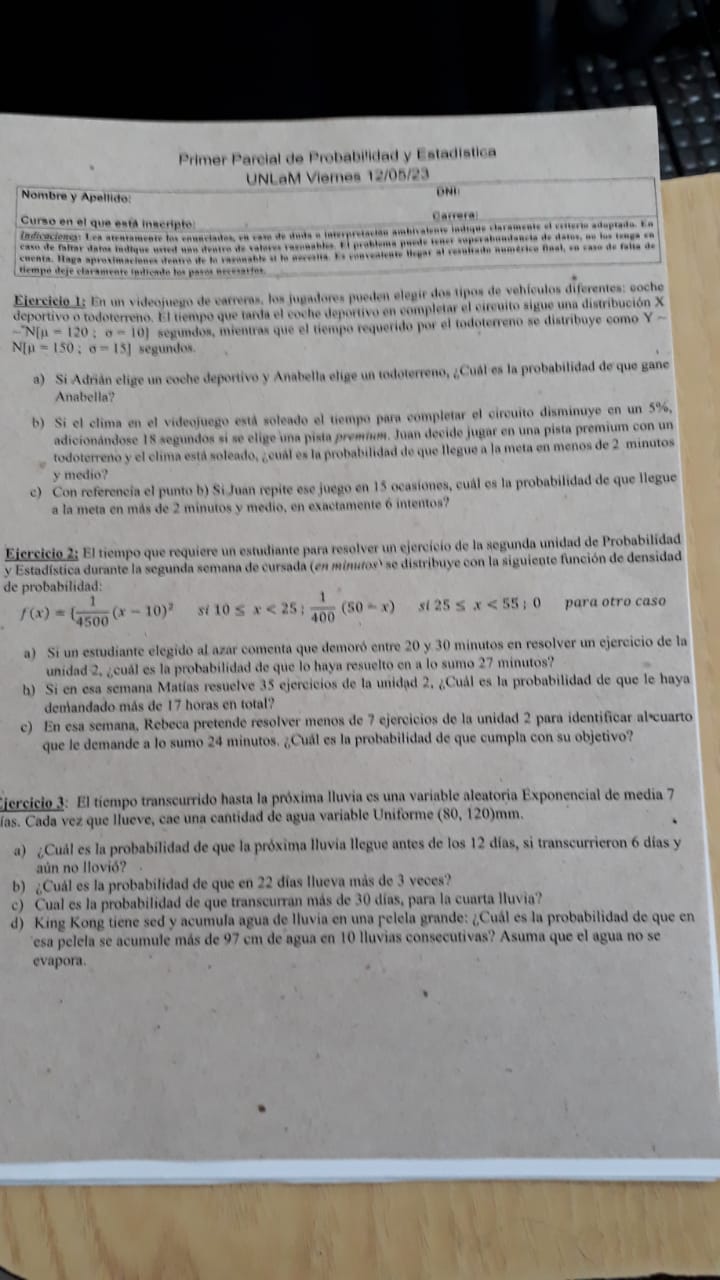 Primer Parcial de Probabilidad y Estadística
UNLaM Viernes 12/05/23
Nombre y Apellido: DNI:
Curso en el que está inscripto: Carrera:
Indicaciones: Lea atentamente los enunciados, en caso de duda o interpretación ambivalente indique claramente el criterio adoptado. En
caso de faltar datos indique usted uno dentro de valores razonables. El problema puede tener superabundancia de datos, no los tenga en
cuenta. Haga aproximaciones dentro de lo razonable si lo necesita. Es conveniente llegar al resultado numérico final, en caso de falta de
tiempo deje claramente indicado los pasos necesarios.
Ejercicio 1: En un videojuego de carreras, los jugadores pueden elegir dos tipos de vehículos diferentes: coche
deportivo o todoterreno. El tiempo que tarda el coche deportivo en completar el circuito sigue una distribución X
~N[μ = 120 ; σ = 10] segundos, mientras que el tiempo requerido por el todoterreno se distribuye como Y ~
N[μ = 150 ; σ = 15] segundos.
a) Si Adrián elige un coche deportivo y Anabella elige un todoterreno, ¿Cuál es la probabilidad de que gane
Anabella?
b) Si el clima en el videojuego está soleado el tiempo para completar el circuito disminuye en un 5%,
adicionándose 18 segundos si se elige una pista premium. Juan decide jugar en una pista premium con un
todoterreno y el clima está soleado, ¿cuál es la probabilidad de que llegue a la meta en menos de 2 minutos
y medio?
c) Con referencia el punto b) Si Juan repite ese juego en 15 ocasiones, cuál es la probabilidad de que llegue
a la meta en más de 2 minutos y medio, en exactamente 6 intentos?
Ejercicio 2: El tiempo que requiere un estudiante para resolver un ejercicio de la segunda unidad de Probabilidad
y Estadística durante la segunda semana de cursada (en minutos) se distribuye con la siguiente función de densidad
de probabilidad:
f(x) = {1/4500 (x − 10)² si 10 ≤ x < 25 ; 1/400 (50 − x) si 25 ≤ x < 55 ; 0 para otro caso
a) Si un estudiante elegido al azar comenta que demoró entre 20 y 30 minutos en resolver un ejercicio de la
unidad 2, ¿cuál es la probabilidad de que lo haya resuelto en a lo sumo 27 minutos?
b) Si en esa semana Matías resuelve 35 ejercicios de la unidad 2, ¿Cuál es la probabilidad de que le haya
demandado más de 17 horas en total?
c) En esa semana, Rebeca pretende resolver menos de 7 ejercicios de la unidad 2 para identificar al cuarto
que le demande a lo sumo 24 minutos. ¿Cuál es la probabilidad de que cumpla con su objetivo?
Ejercicio 3: El tiempo transcurrido hasta la próxima lluvia es una variable aleatoria Exponencial de media 7
ías. Cada vez que llueve, cae una cantidad de agua variable Uniforme (80, 120)mm.
a) ¿Cuál es la probabilidad de que la próxima lluvia llegue antes de los 12 días, si transcurrieron 6 días y
aún no llovió?
b) ¿Cuál es la probabilidad de que en 22 días llueva más de 3 veces?
c) Cual es la probabilidad de que transcurran más de 30 días, para la cuarta lluvia?
d) King Kong tiene sed y acumula agua de lluvia en una pelela grande: ¿Cuál es la probabilidad de que en
esa pelela se acumule más de 97 cm de agua en 10 lluvias consecutivas? Asuma que el agua no se
evapora.